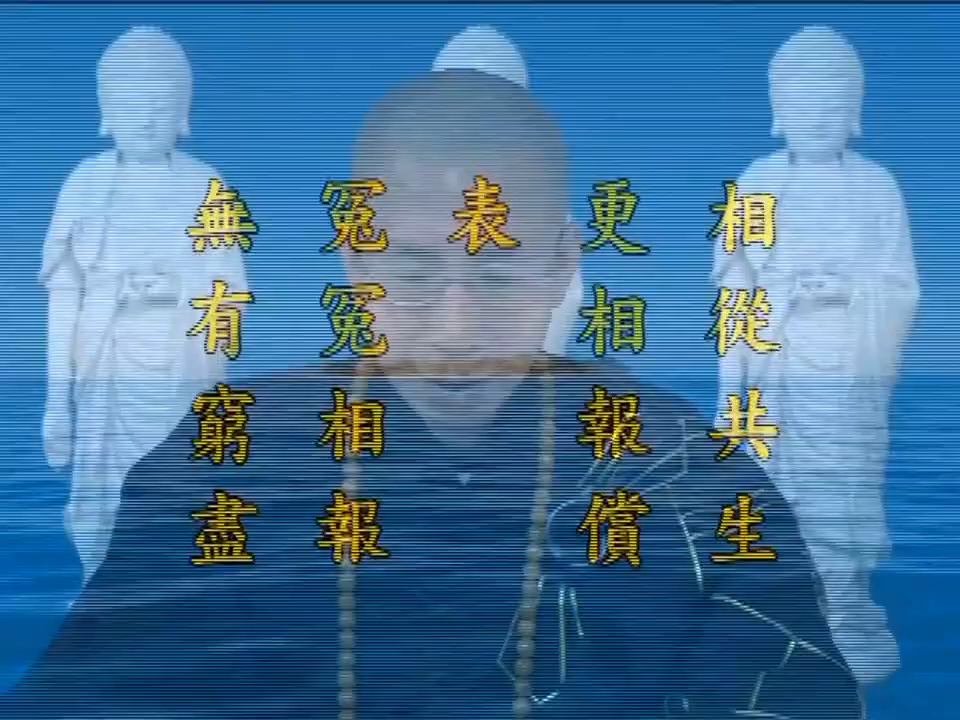 相從共生
更相報償
表
冤冤相報
無有窮盡